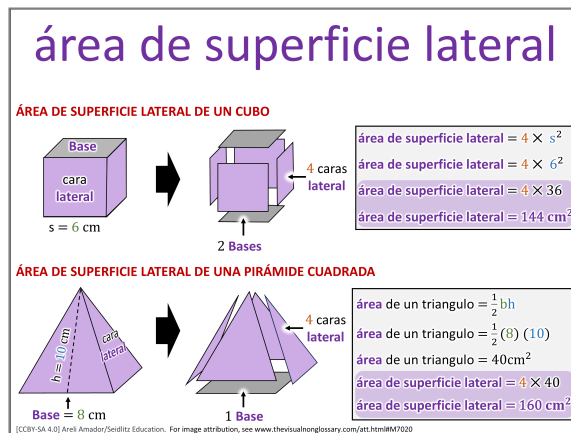 área de superficie lateral
ÁREA DE SUPERFICIE LATERAL DE UN CUBO
Base
cara
lateral
s = 6 cm
4 caras
lateral
2 Bases
área de superficie lateral = 4 × s²
área de superficie lateral = 4 × 6²
área de superficie lateral = 4 × 36
área de superficie lateral = 144 cm²
ÁREA DE SUPERFICIE LATERAL DE UNA PIRÁMIDE CUADRADA
h = 10 cm
cara
lateral
Base = 8 cm
4 caras
lateral
1 Base
área de un triangulo = 1/2 bh
área de un triangulo = 1/2 (8) (10)
área de un triangulo = 40cm²
área de superficie lateral = 4 × 40
área de superficie lateral = 160 cm²
[CCBY-SA 4.0] Areli Amador/Seidlitz Education. For image attribution, see www.thevisualnonglossary.com/att.html#M7020